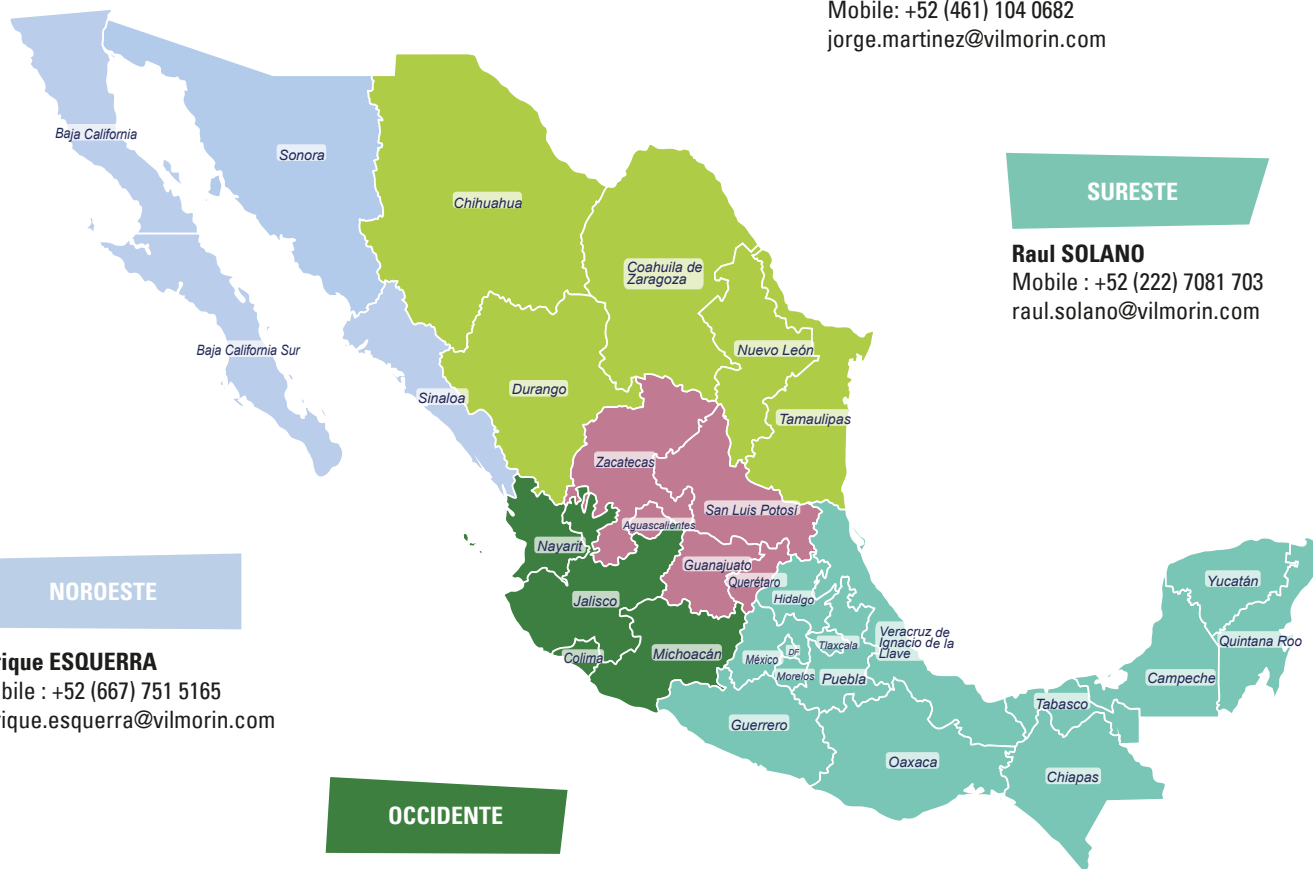 Mobile: +52 (461) 104 0682
jorge.martinez@vilmorin.com
Baja California
Sonora
Chihuahua
Coahuila de
Zaragoza
SURESTE
Raul SOLANO
Mobile : +52 (222) 7081 703
raul.solano@vilmorin.com
Baja California Sur
Nuevo León
Durango
Sinaloa
Tamaulipas
Zacatecas
San Luis Potosí
Aguascalientes
Nayarit
Guanajuato
Querétaro
Yucatán
NOROESTE
Hidalgo
Jalisco
Veracruz de
Ignacio de la
Llave
Quintana Roo
Tlaxcala
DF
Michoacán
Colima
México
Morelos
Puebla
Campeche
rique ESQUERRA
bile : +52 (667) 751 5165
rique.esquerra@vilmorin.com
Tabasco
Guerrero
Oaxaca
Chiapas
OCCIDENTE